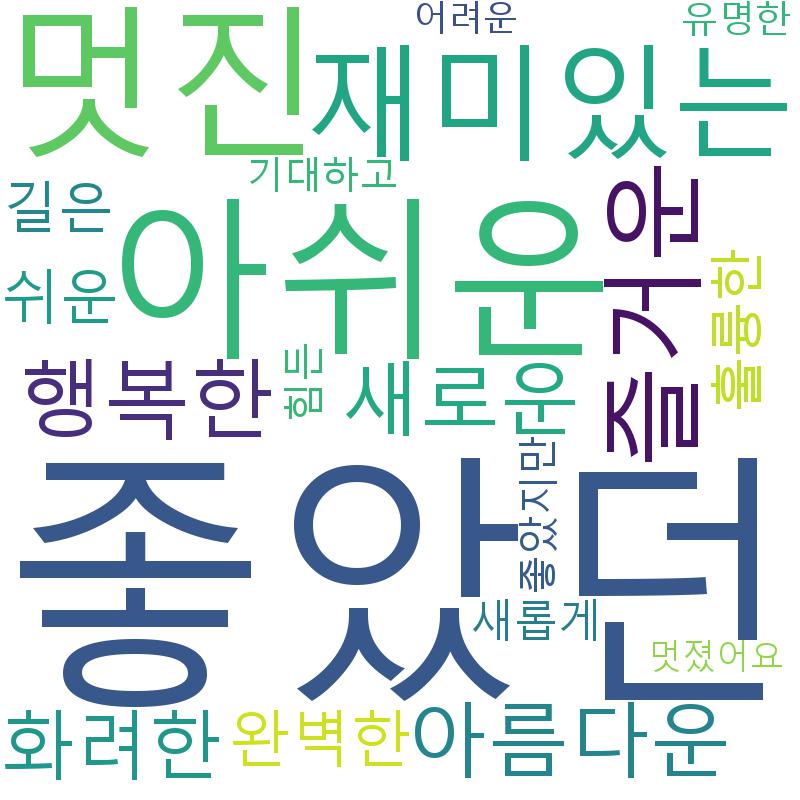 어려운
유명한
멋진
재미있는
기대하고
길은
아쉬운
즐거운
쉬운
훌륭한
행복한
힘든
새로운
좋았던
좋았지만
새롭게
멋졌어요
화려한
완벽한
아름다운